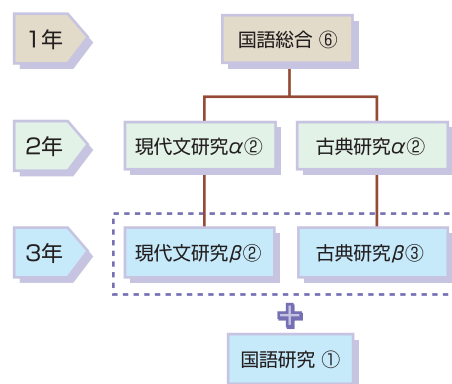 1年
国語総合 ⑥
2年
現代文研究α②
古典研究α②
3年
現代文研究β②
古典研究β③
国語研究 ①